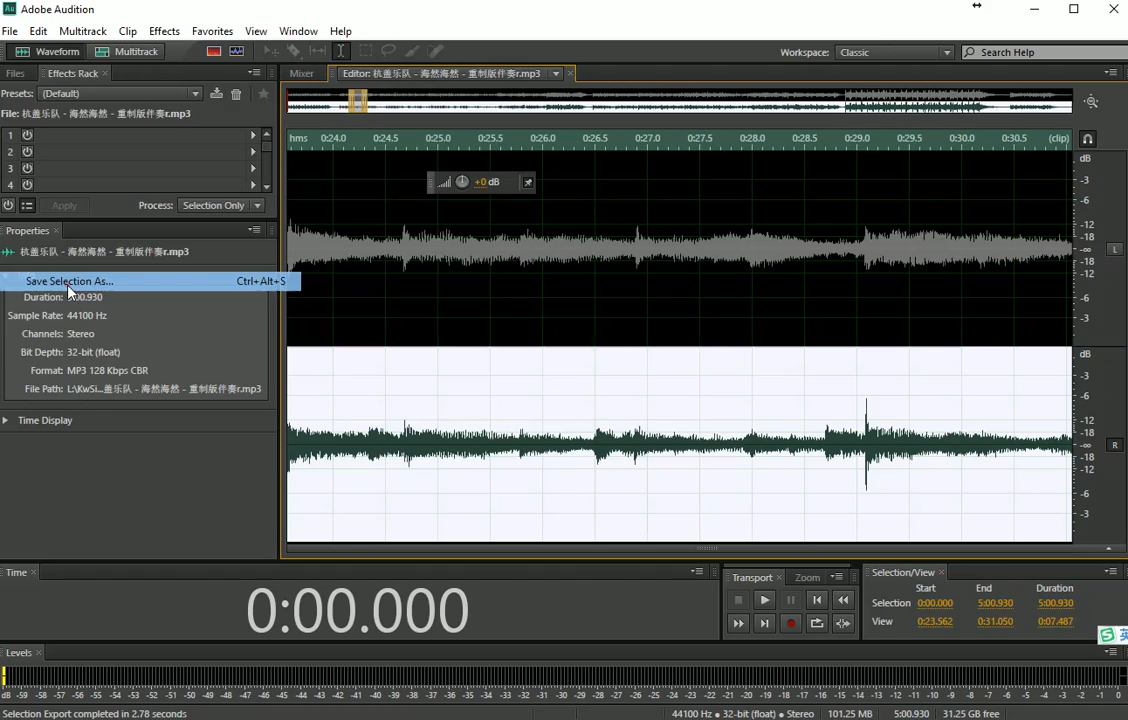 Au Adobe Audition
File Edit Multitrack Clip Effects Favorites View Window Help
Waveform Multitrack Workspace: Classic Search Help
Files Effects Rack × Mixer Editor: 杭盖乐队 - 海然海然 - 重制版伴奏r.mp3 ×
Presets: (Default)
File: 杭盖乐队 - 海然海然 - 重制版伴奏r.mp3
1
2
3
4
Apply Process: Selection Only
hms 0:24.0 0:24.5 0:25.0 0:25.5 0:26.0 0:26.5 0:27.0 0:27.5 0:28.0 0:28.5 0:29.0 0:29.5 0:30.0 0:30.5 (clip)
+0 dB
dB
-3
-6
-12
-18
-∞
-18
-12
-6
-3
L
dB
-3
-6
-12
-18
-∞
-18
-12
-6
-3
R
Properties ×
杭盖乐队 - 海然海然 - 重制版伴奏r.mp3
Save Selection As... Ctrl+Alt+S
Duration: 00.930
Sample Rate: 44100 Hz
Channels: Stereo
Bit Depth: 32-bit (float)
Format: MP3 128 Kbps CBR
File Path: L:\KwSi...盖乐队 - 海然海然 - 重制版伴奏r.mp3
Time Display
Time ×
0:00.000
Transport × Zoom
Selection/View ×
Start End Duration
Selection 0:00.000 5:00.930 5:00.930
View 0:23.562 0:31.050 0:07.487
S 英
Levels ×
dB -59 -58 -57 -56 -55 -54 -53 -52 -51 -50 -49 -48 -47 -46 -45 -44 -43 -42 -41 -40 -39 -38 -37 -36 -35 -34 -33 -32 -31 -30 -29 -28 -27 -26 -25 -24 -23 -22 -21 -20 -19 -18 -17 -16 -15 -14 -13 -12 -11 -10 -9 -8 -7 -6 -5 -4 -3 -2 -1 0
Selection Export completed in 2.78 seconds 44100 Hz ● 32-bit (float) ● Stereo 101.25 MB 5:00.930 31.25 GB free